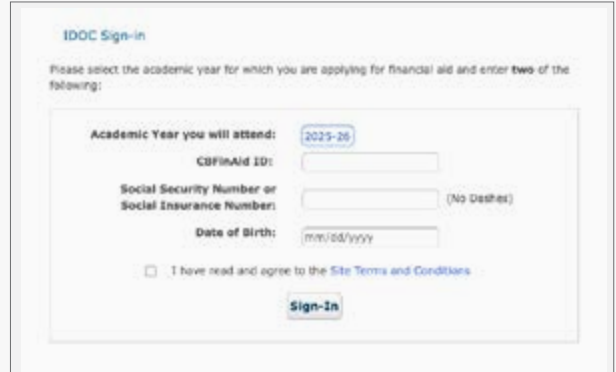 IDOC Sign-in
Please select the academic year for which you are applying for financial aid and enter two of the
following:
Academic Year you will attend: 2025-26
CBFinAid ID:
Social Security Number or
Social Insurance Number: (No Dashes)
Date of Birth: mm/dd/yyyy
I have read and agree to the Site Terms and Conditions
Sign-In